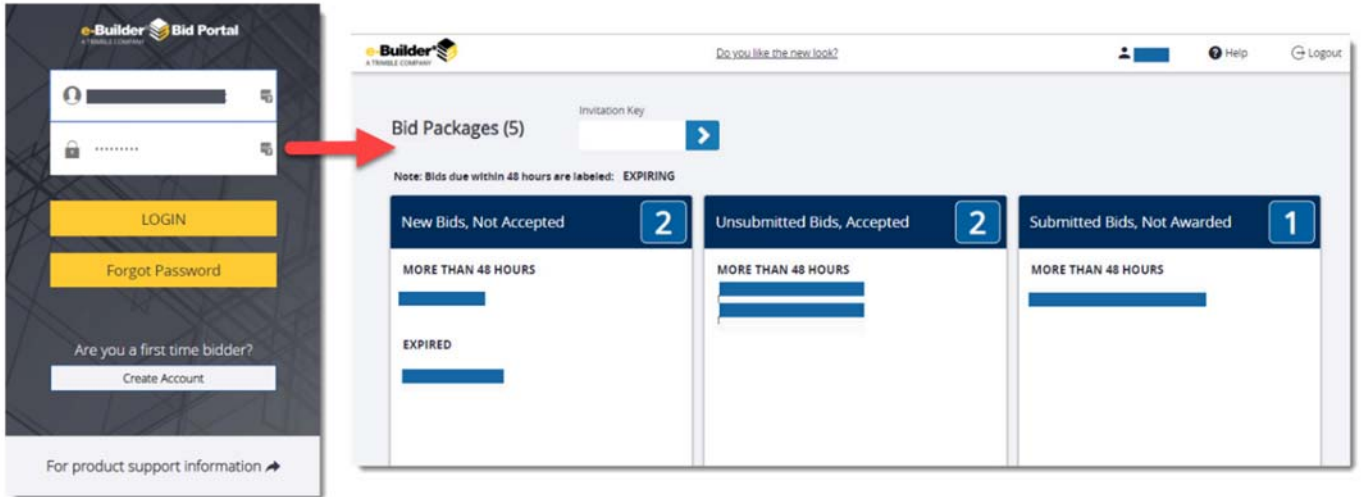 e-Builder Bid Portal
A TRIMBLE COMPANY
LOGIN
Forgot Password
Are you a first time bidder?
Create Account
For product support information
e-Builder
A TRIMBLE COMPANY
Do you like the new look?
Help
Logout
Bid Packages (5)
Invitation Key
Note: Bids due within 48 hours are labeled: EXPIRING
New Bids, Not Accepted
2
MORE THAN 48 HOURS
EXPIRED
Unsubmitted Bids, Accepted
2
MORE THAN 48 HOURS
Submitted Bids, Not Awarded
1
MORE THAN 48 HOURS